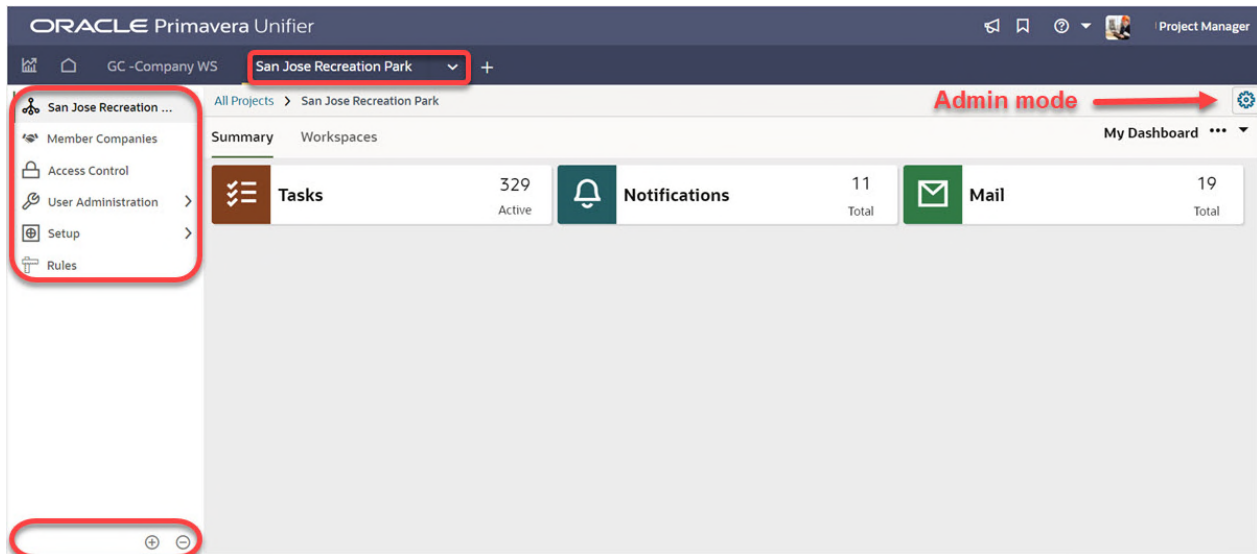 ORACLE Primavera Unifier
Project Manager
GC -Company WS San Jose Recreation Park
San Jose Recreation ...
Member Companies
Access Control
User Administration
Setup
Rules
All Projects > San Jose Recreation Park
Admin mode
Summary Workspaces
My Dashboard •••
Tasks
329
Active
Notifications
11
Total
Mail
19
Total